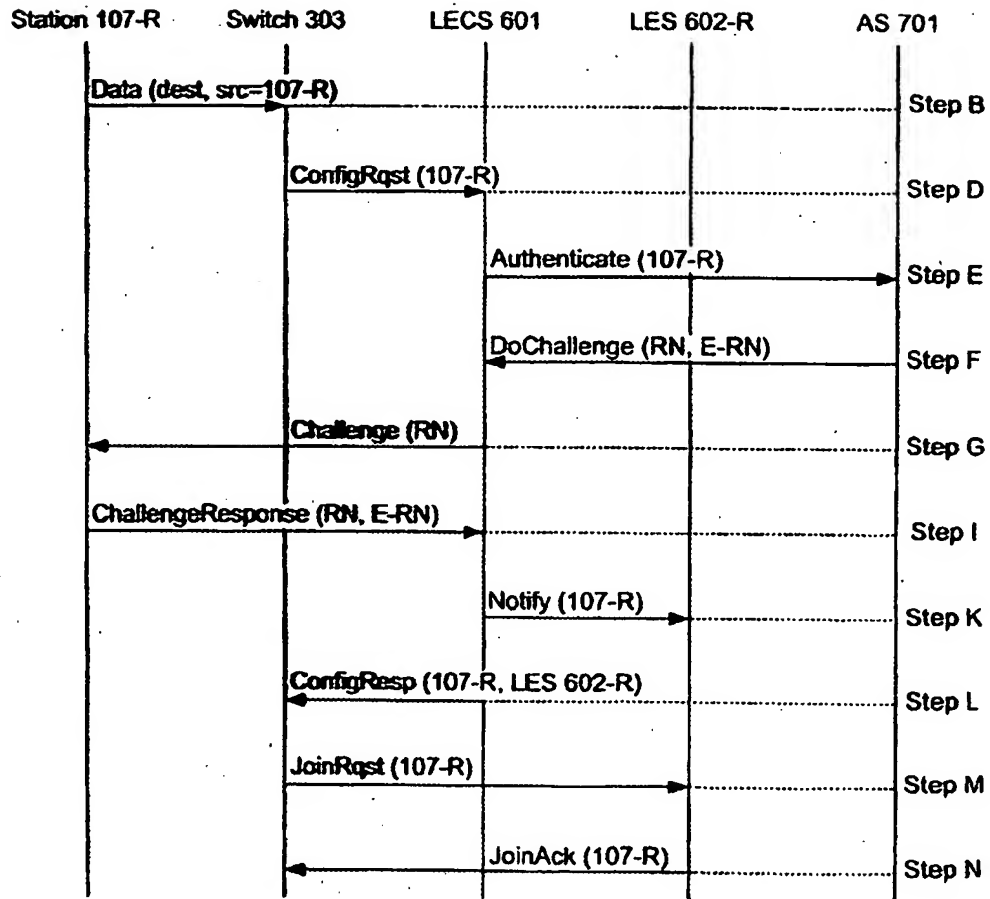 Station 107-R Switch 303 LECS 601 LES 602-R AS 701
Data (dest, src=107-R) Step B
ConfigRqst (107-R) Step D
Authenticate (107-R) Step E
DoChallenge (RN, E-RN) Step F
Challenge (RN) Step G
ChallengeResponse (RN, E-RN) Step I
Notify (107-R) Step K
ConfigResp (107-R, LES 602-R) Step L
JoinRqst (107-R) Step M
JoinAck (107-R) Step N